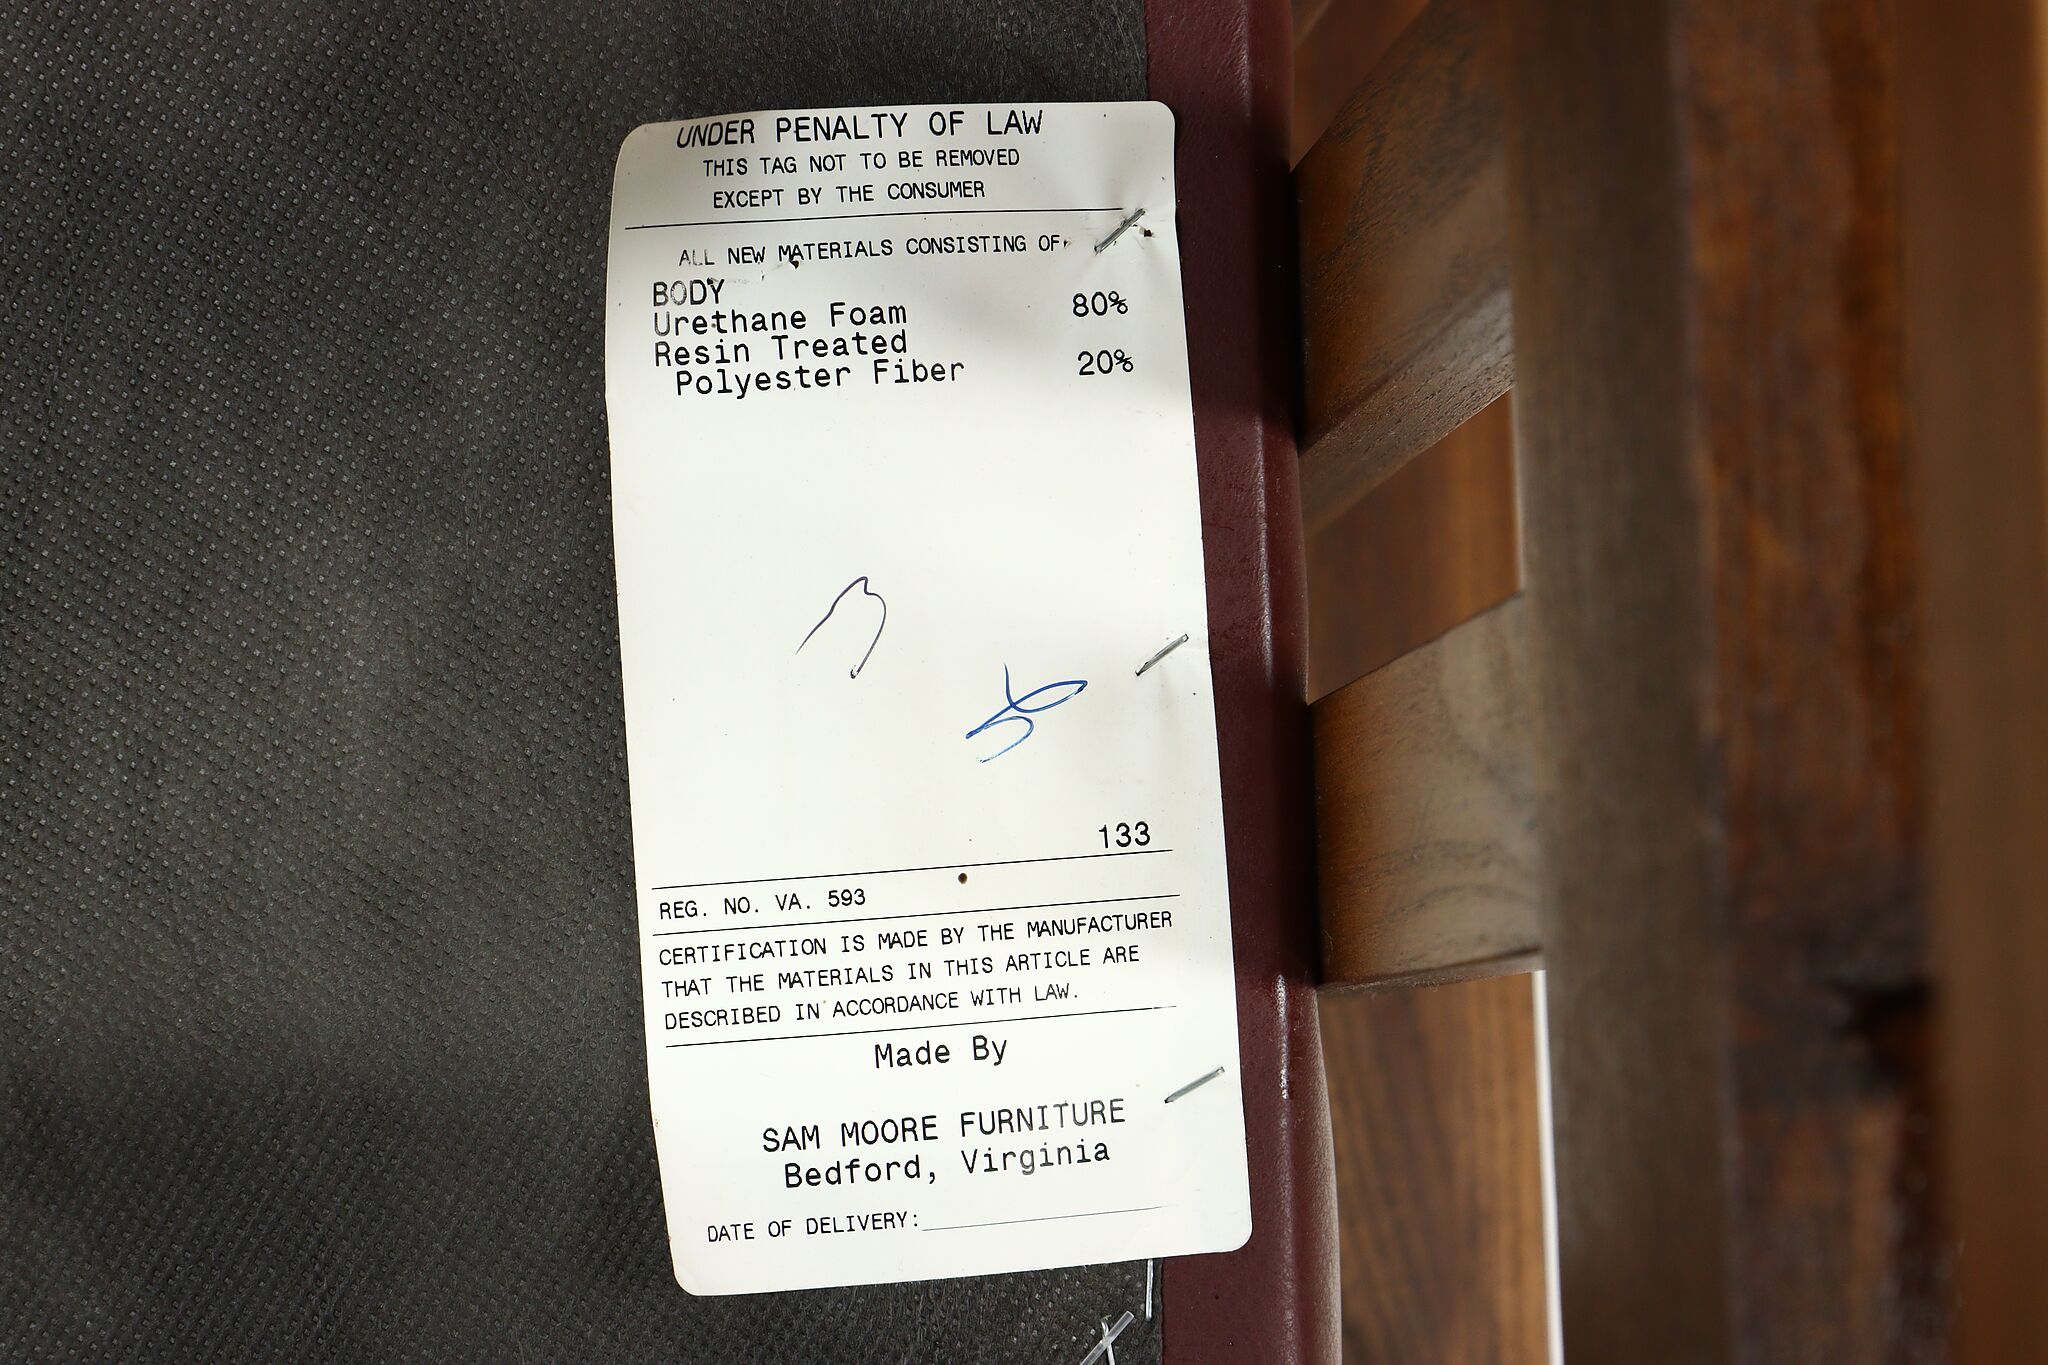 UNDER PENALTY OF LAW
THIS TAG NOT TO BE REMOVED
EXCEPT BY THE CONSUMER
ALL NEW MATERIALS CONSISTING OF
BODY
Urethane Foam 80%
Resin Treated
Polyester Fiber 20%
133
REG. NO. VA. 593
CERTIFICATION IS MADE BY THE MANUFACTURER
THAT THE MATERIALS IN THIS ARTICLE ARE
DESCRIBED IN ACCORDANCE WITH LAW.
Made By
SAM MOORE FURNITURE
Bedford, Virginia
DATE OF DELIVERY: